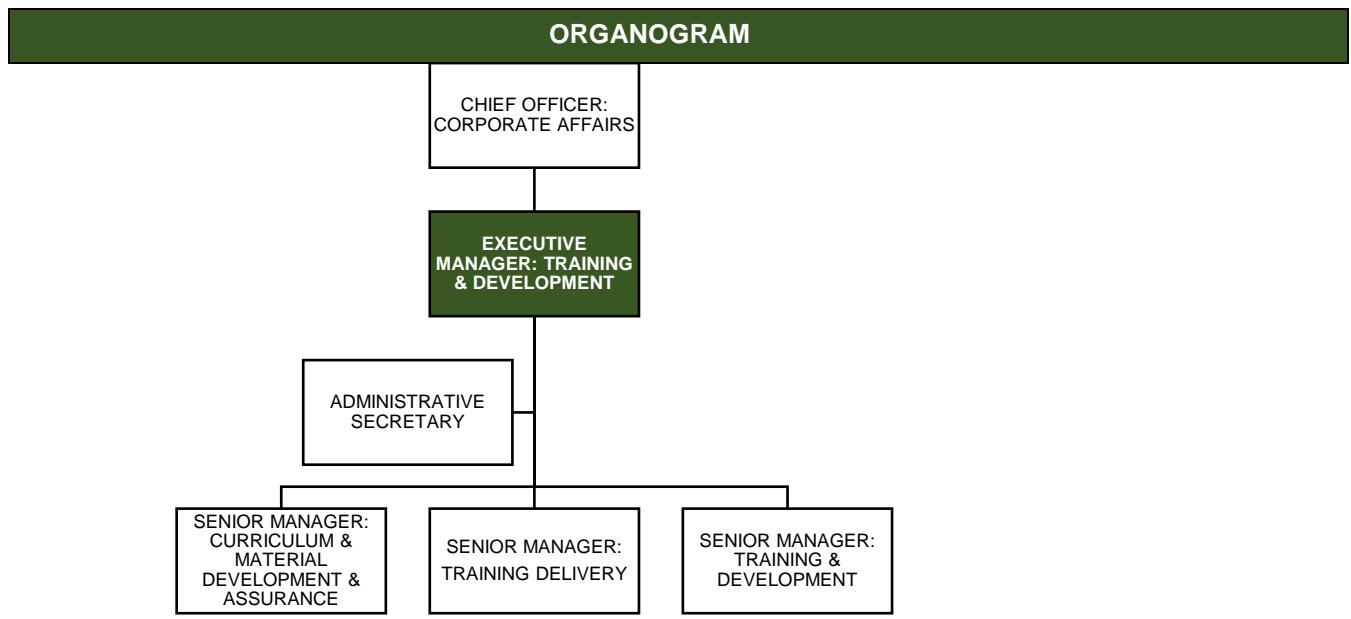 ORGANOGRAM
CHIEF OFFICER:
CORPORATE AFFAIRS
EXECUTIVE
MANAGER: TRAINING
& DEVELOPMENT
ADMINISTRATIVE
SECRETARY
SENIOR MANAGER:
CURRICULUM &
MATERIAL
DEVELOPMENT &
ASSURANCE
SENIOR MANAGER:
TRAINING DELIVERY
SENIOR MANAGER:
TRAINING &
DEVELOPMENT